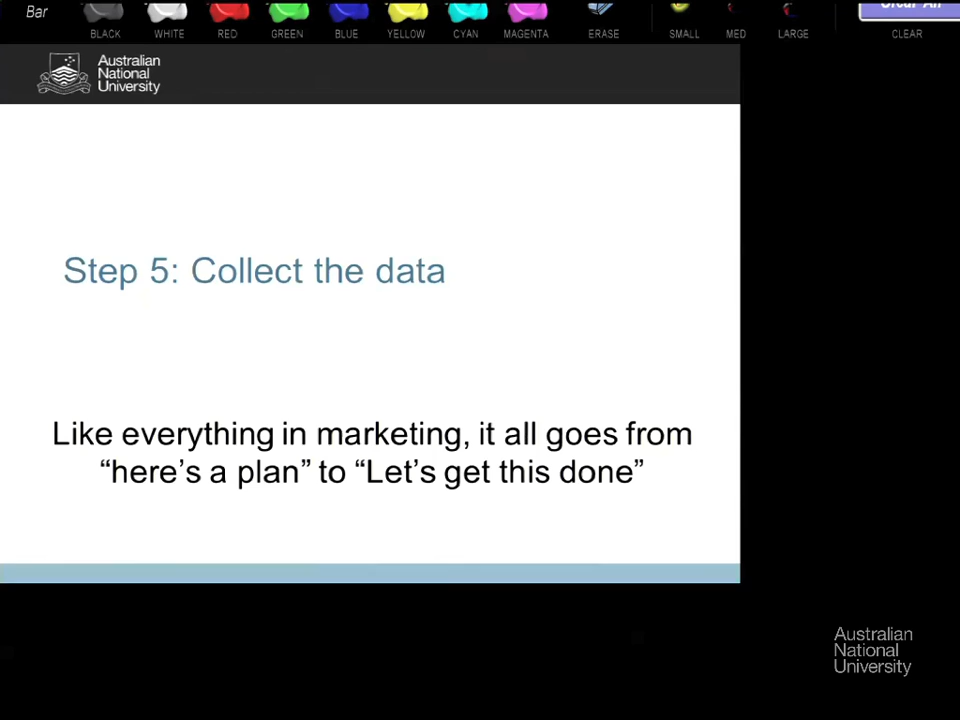 Bar
BLACK WHITE RED GREEN BLUE YELLOW CYAN MAGENTA ERASE SMALL MED LARGE CLEAR
Australian
National
University
Step 5: Collect the data
Like everything in marketing, it all goes from
“here’s a plan” to “Let’s get this done”
Australian
National
University